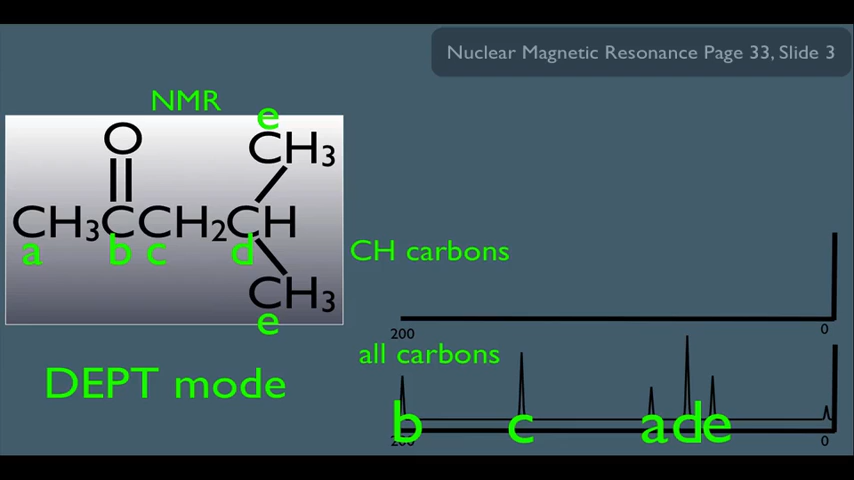 Nuclear Magnetic Resonance Page 33, Slide 3
NMR
e
O
CH3
CH3CCH2CH
a b c d
CH carbons
CH3
e
200 0
all carbons
DEPT mode
b c a d e
200 0